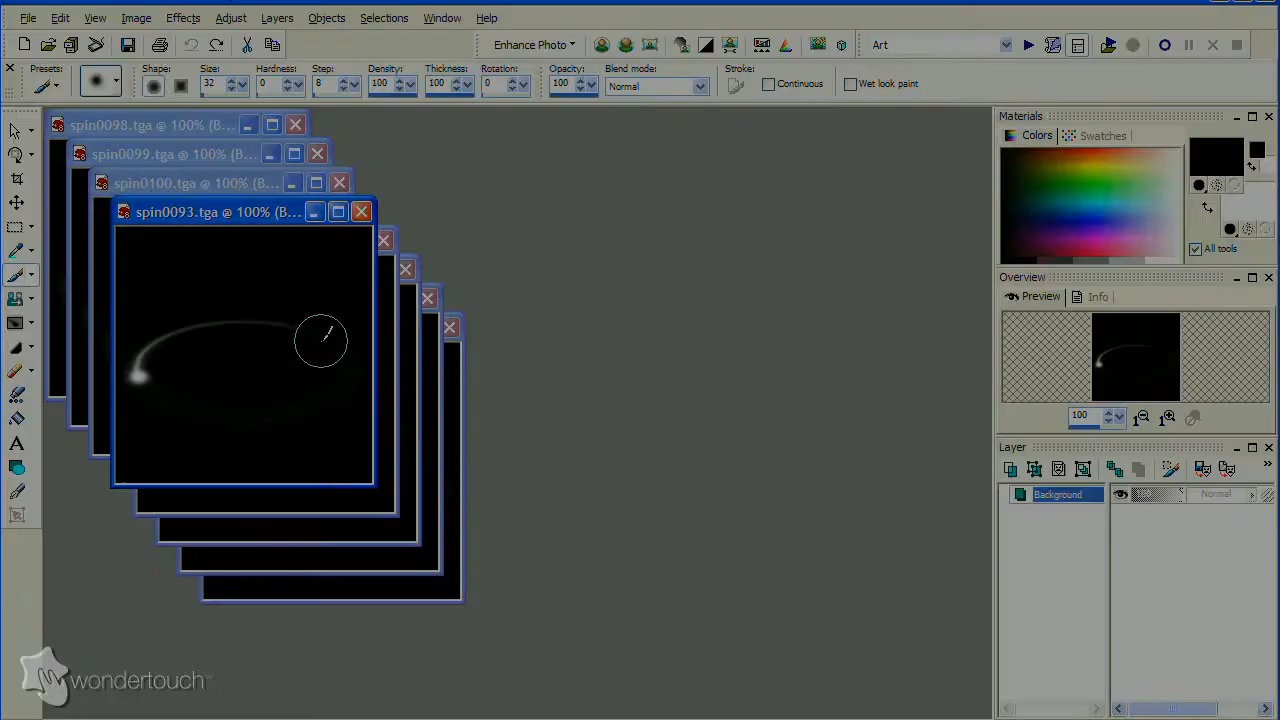 File Edit View Image Effects Adjust Layers Objects Selections Window Help
Enhance Photo
Art
Presets: Shape: Size: Hardness: Step: Density: Thickness: Rotation: Opacity: Blend mode: Stroke:
32 0 8 100 100 0 100 Normal Continuous Wet look paint
spin0098.tga @ 100% (B...
spin0099.tga @ 100% (B...
spin0100.tga @ 100% (B...
spin0093.tga @ 100% (B...
Materials
Colors Swatches
All tools
Overview
Preview Info
100
Layer
Background Normal
wondertouch